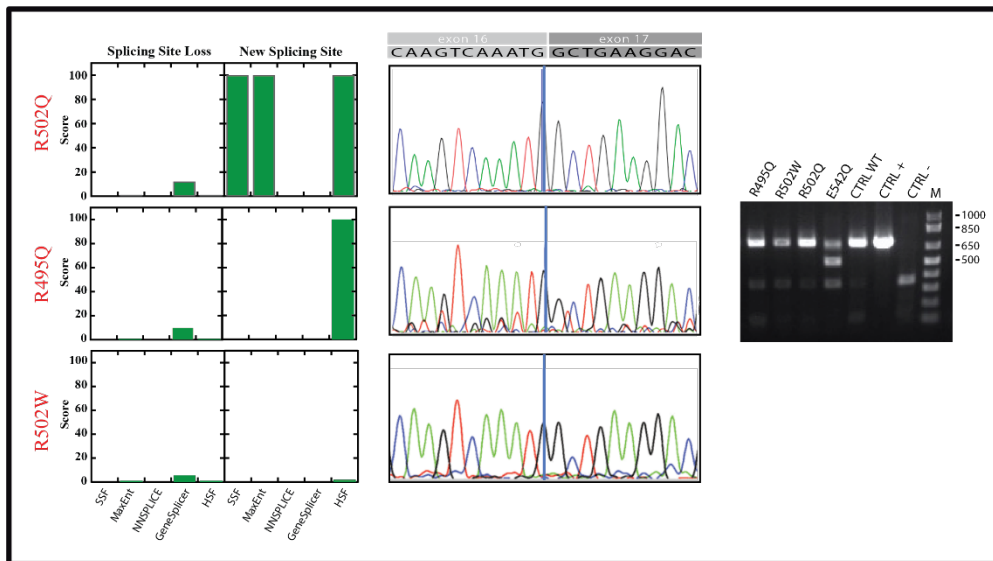 Splicing Site Loss New Splicing Site
R502Q
Score
100
80
60
40
20
0
R495Q
Score
100
80
60
40
20
0
R502W
Score
100
80
60
40
20
0
SSF MaxEnt NNSPLICE GeneSplicer HSF SSF MaxEnt NNSPLICE GeneSplicer HSF
exon 16 exon 17
CAAGTCAAATG GCTGAAGGAC
R495Q R502W R502Q E542Q CTRL WT CTRL + CTRL - M
-1000
-850
-650
-500